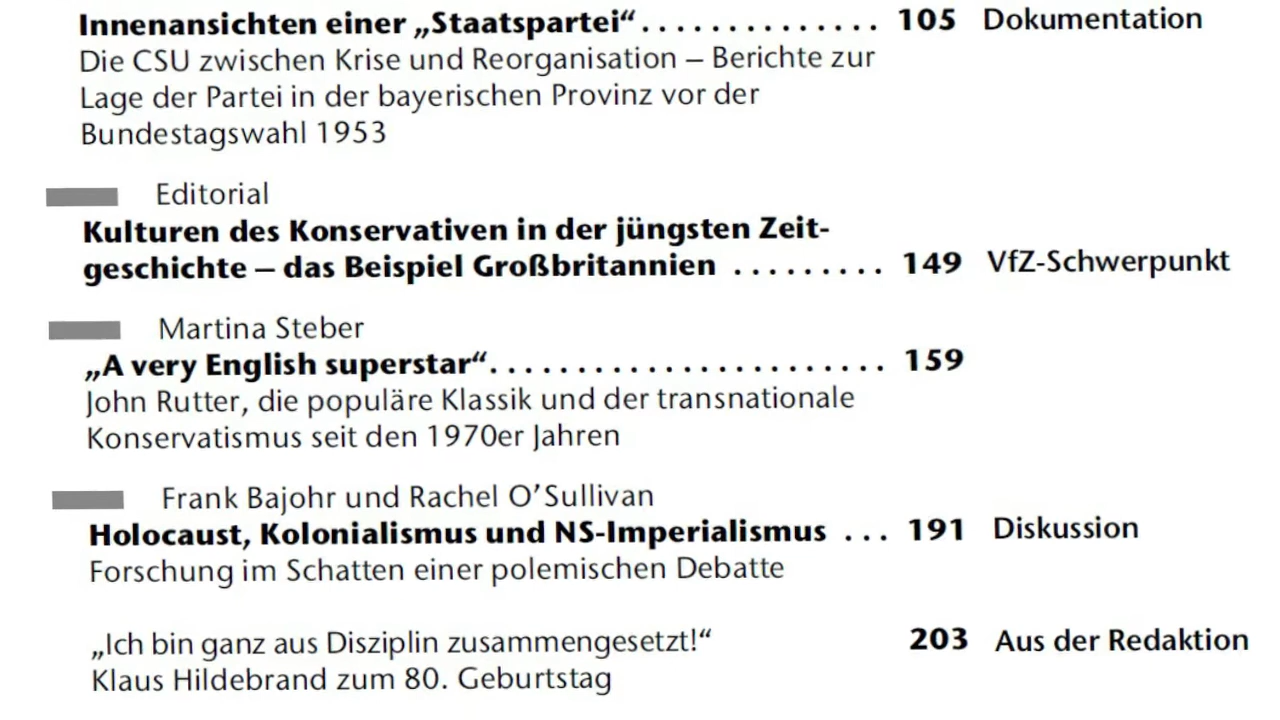 Innenansichten einer „Staatspartei“.............. 105 Dokumentation
Die CSU zwischen Krise und Reorganisation – Berichte zur
Lage der Partei in der bayerischen Provinz vor der
Bundestagswahl 1953
Editorial
Kulturen des Konservativen in der jüngsten Zeit-
geschichte – das Beispiel Großbritannien ......... 149 VfZ-Schwerpunkt
Martina Steber
„A very English superstar“....................... 159
John Rutter, die populäre Klassik und der transnationale
Konservatismus seit den 1970er Jahren
Frank Bajohr und Rachel O’Sullivan
Holocaust, Kolonialismus und NS-Imperialismus ... 191 Diskussion
Forschung im Schatten einer polemischen Debatte
„Ich bin ganz aus Disziplin zusammengesetzt!“ 203 Aus der Redaktion
Klaus Hildebrand zum 80. Geburtstag